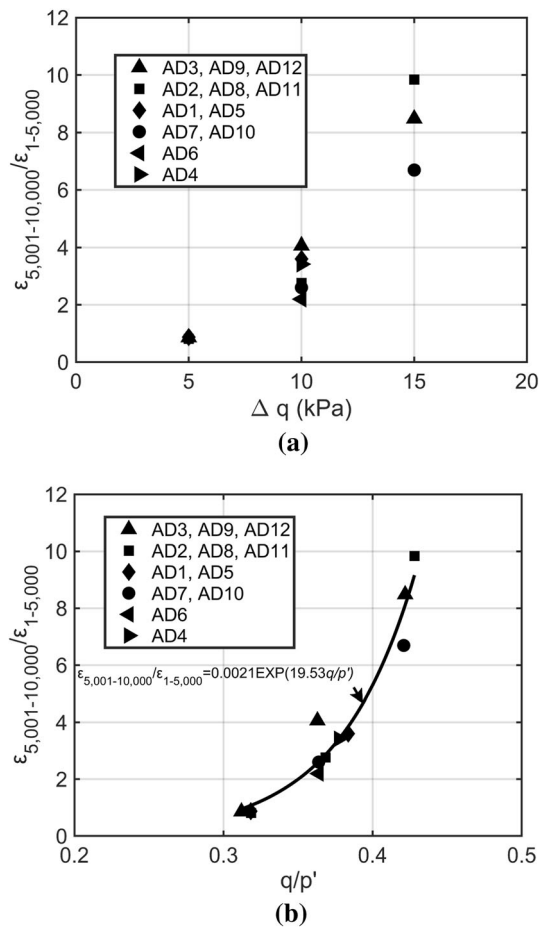 12
10
8
6
4
2
0
ε5,001-10,000/ε1-5,000
AD3, AD9, AD12
AD2, AD8, AD11
AD1, AD5
AD7, AD10
AD6
AD4
0 5 10 15 20
Δ q (kPa)
(a)
12
10
8
6
4
2
0
ε5,001-10,000/ε1-5,000
AD3, AD9, AD12
AD2, AD8, AD11
AD1, AD5
AD7, AD10
AD6
AD4
ε5,001-10,000/ε1-5,000=0.0021EXP(19.53q/p')
0.2 0.3 0.4 0.5
q/p'
(b)